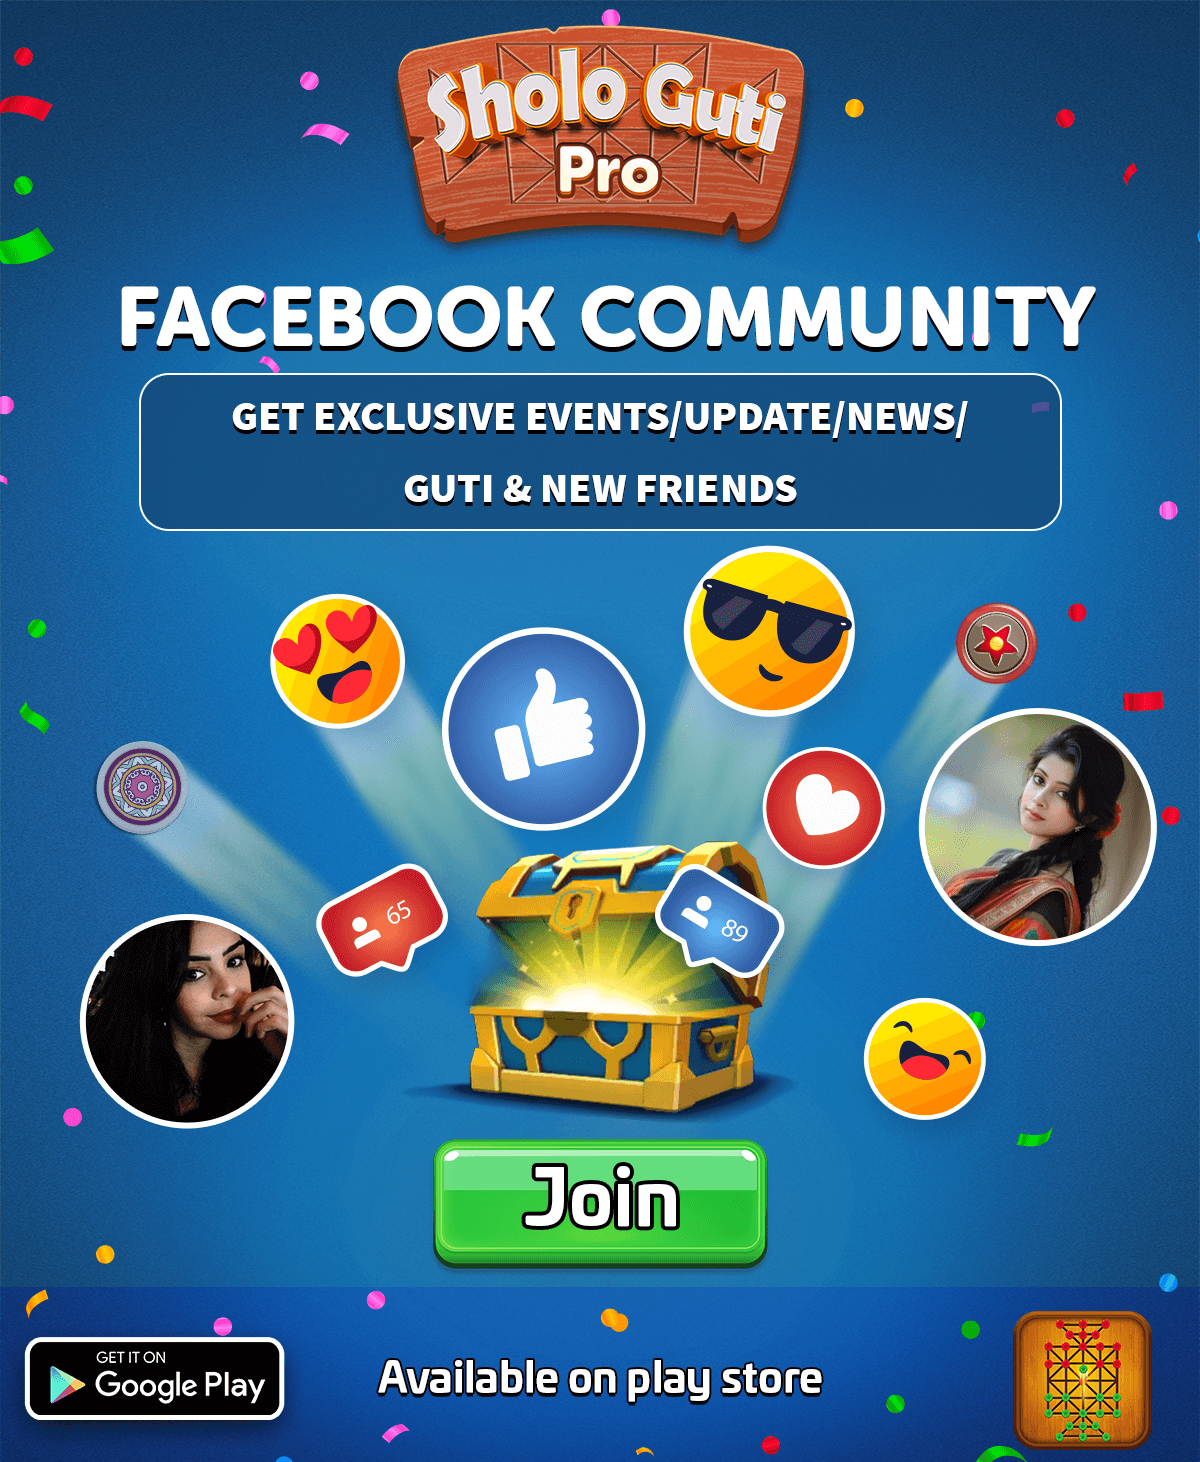 Sholo Guti
Pro
FACEBOOK COMMUNITY
GET EXCLUSIVE EVENTS/UPDATE/NEWS/
GUTI & NEW FRIENDS
65
89
Join
GET IT ON
Google Play
Available on play store